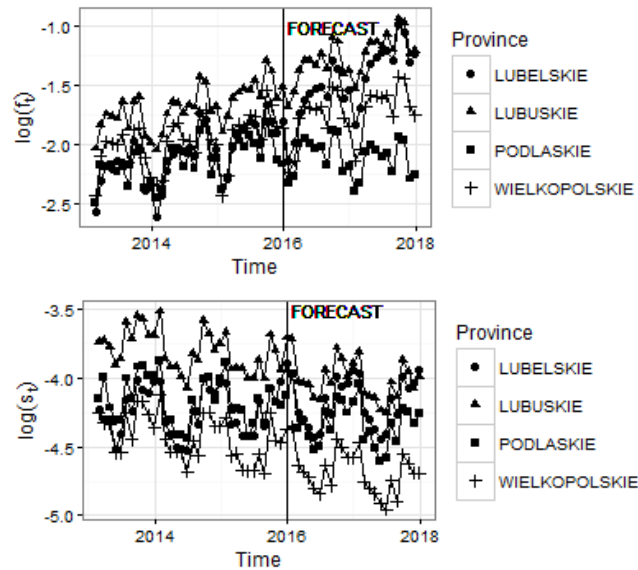 FORECAST
-1.0
-1.5
-2.0
-2.5
log(fₜ)
2014 2016 2018
Time
Province
LUBELSKIE
LUBUSKIE
PODLASKIE
WIELKOPOLSKIE
FORECAST
-3.5
-4.0
-4.5
-5.0
log(sₜ)
2014 2016 2018
Time
Province
LUBELSKIE
LUBUSKIE
PODLASKIE
WIELKOPOLSKIE